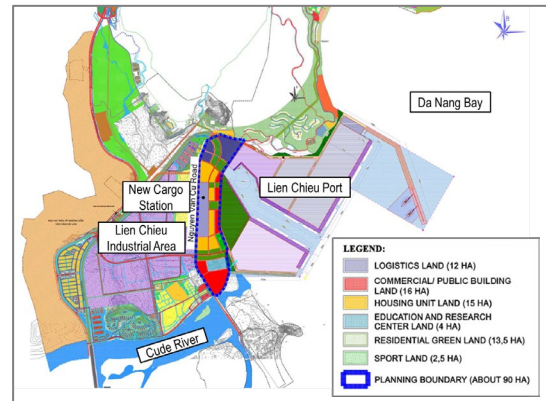 Da Nang Bay
Lien Chieu Port
New Cargo
Station
Lien Chieu
Industrial Area
Nguyen Van Cu Road
Cude River
LEGEND:
LOGISTICS LAND (12 HA)
COMMERCIAL PUBLIC BUILDING
LAND (16 HA)
HOUSING UNIT LAND (15 HA)
EDUCATION AND RESEARCH
CENTER LAND (4 HA)
RESIDENTIAL GREEN LAND (13,5 HA)
SPORT LAND (2,5 HA)
PLANNING BOUNDARY (ABOUT 90 HA)